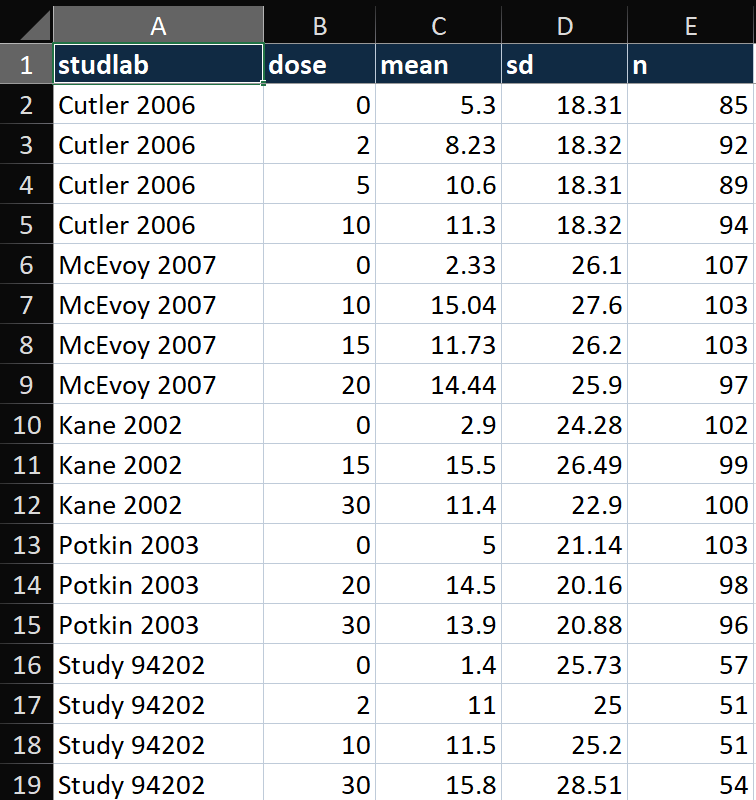 A B C D E
1 studlab dose mean sd n
2 Cutler 2006 0 5.3 18.31 85
3 Cutler 2006 2 8.23 18.32 92
4 Cutler 2006 5 10.6 18.31 89
5 Cutler 2006 10 11.3 18.32 94
6 McEvoy 2007 0 2.33 26.1 107
7 McEvoy 2007 10 15.04 27.6 103
8 McEvoy 2007 15 11.73 26.2 103
9 McEvoy 2007 20 14.44 25.9 97
10 Kane 2002 0 2.9 24.28 102
11 Kane 2002 15 15.5 26.49 99
12 Kane 2002 30 11.4 22.9 100
13 Potkin 2003 0 5 21.14 103
14 Potkin 2003 20 14.5 20.16 98
15 Potkin 2003 30 13.9 20.88 96
16 Study 94202 0 1.4 25.73 57
17 Study 94202 2 11 25 51
18 Study 94202 10 11.5 25.2 51
19 Study 94202 30 15.8 28.51 54